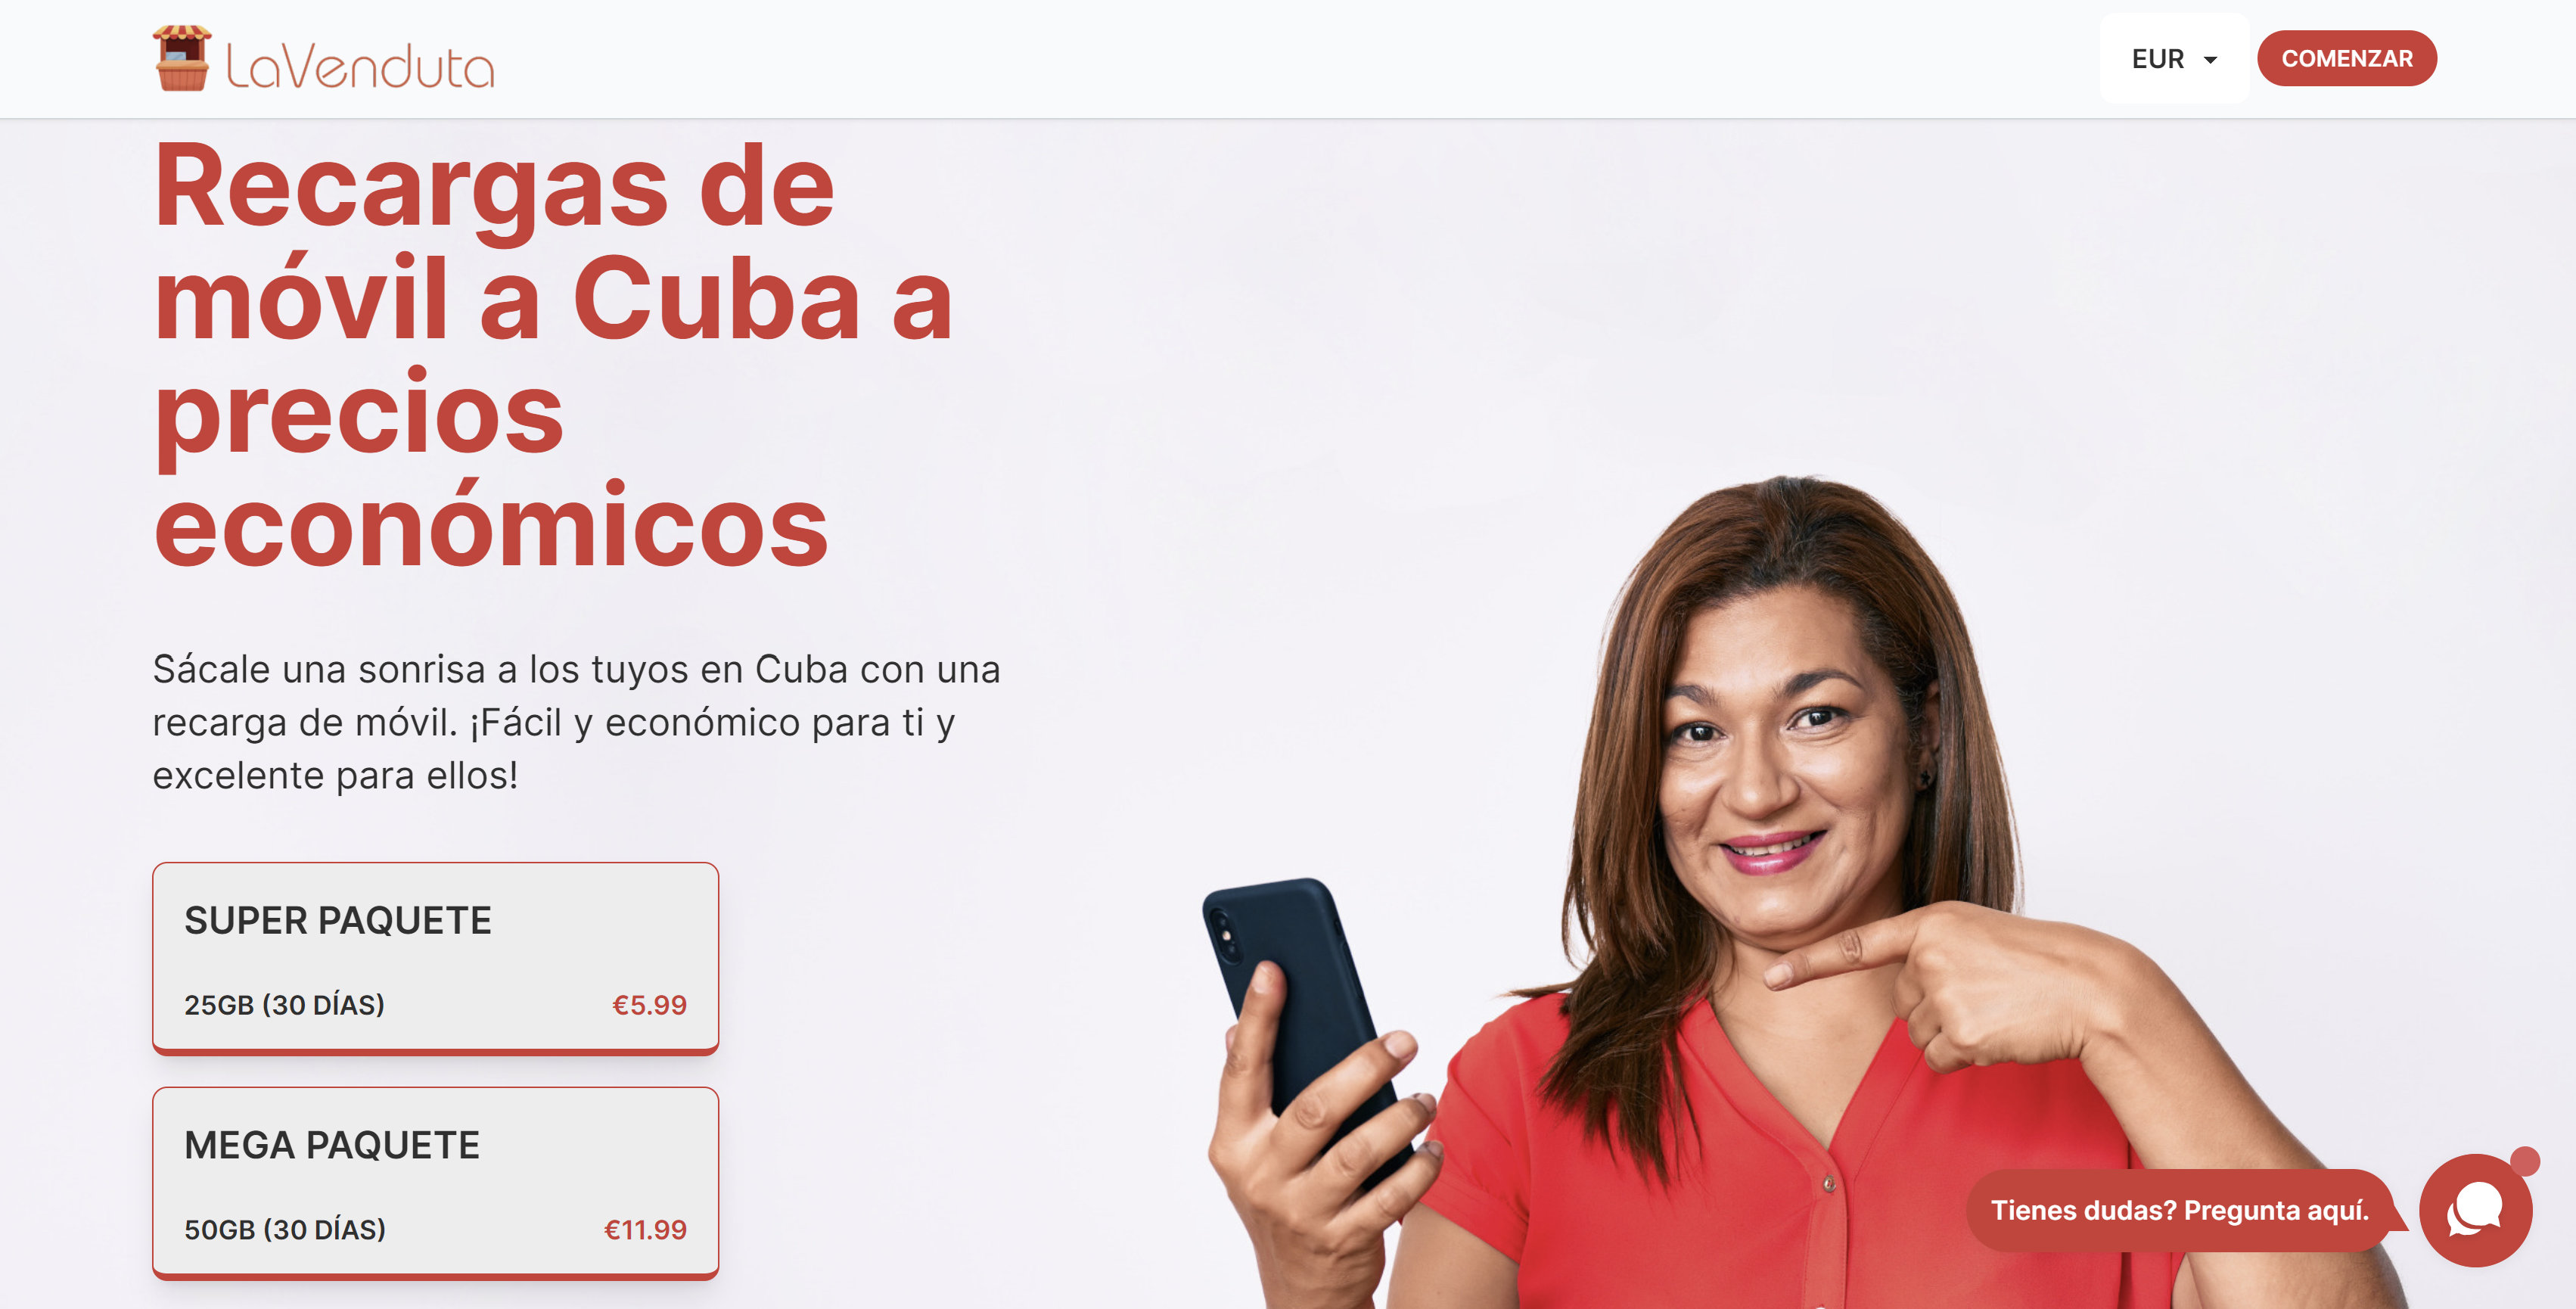 LaVenduta
EUR
COMENZAR
Recargas de
móvil a Cuba a
precios
económicos
Sácale una sonrisa a los tuyos en Cuba con una
recarga de móvil. ¡Fácil y económico para ti y
excelente para ellos!
SUPER PAQUETE
25GB (30 DÍAS) €5.99
MEGA PAQUETE
50GB (30 DÍAS) €11.99
Tienes dudas? Pregunta aquí.